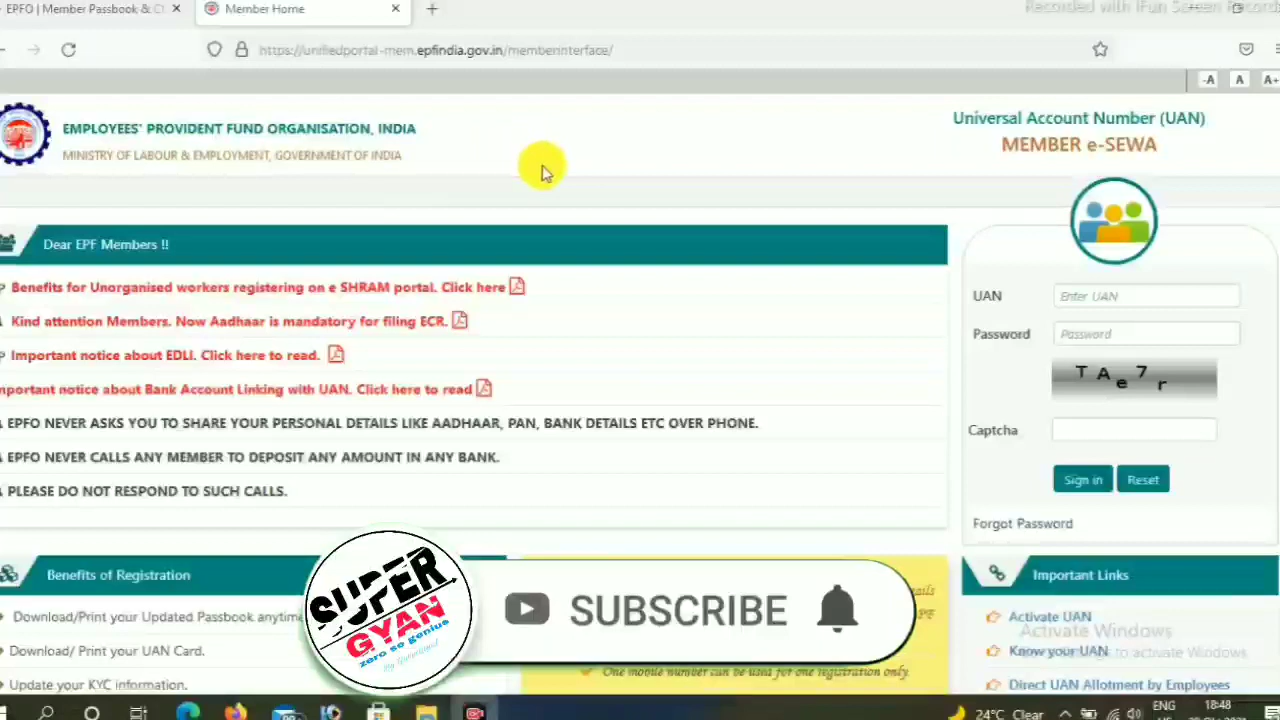 EPFO | Member Passbook & Cl
Member Home
Recorded with iFun Screen Record
https://unifiedportal-mem.epfindia.gov.in/memberinterface/
-A A A+
EMPLOYEES' PROVIDENT FUND ORGANISATION, INDIA
MINISTRY OF LABOUR & EMPLOYMENT, GOVERNMENT OF INDIA
Universal Account Number (UAN)
MEMBER e-SEWA
Dear EPF Members !!
Benefits for Unorganised workers registering on e SHRAM portal. Click here
Kind attention Members. Now Aadhaar is mandatory for filing ECR.
Important notice about EDLI. Click here to read.
mportant notice about Bank Account Linking with UAN. Click here to read
EPFO NEVER ASKS YOU TO SHARE YOUR PERSONAL DETAILS LIKE AADHAAR, PAN, BANK DETAILS ETC OVER PHONE.
EPFO NEVER CALLS ANY MEMBER TO DEPOSIT ANY AMOUNT IN ANY BANK.
PLEASE DO NOT RESPOND TO SUCH CALLS.
UAN
Enter UAN
Password
Password
T A e 7 r
Captcha
Sign in Reset
Forgot Password
Benefits of Registration
Download/Print your Updated Passbook anytime
Download/ Print your UAN Card.
Update your KYC information.
SUPER
GYAN
zero se genius
SUBSCRIBE
One mobile number can be used for one registration only.
Important Links
Activate UAN
Know your UAN
Direct UAN Allotment by Employees
Activate Windows
to activate Windows.
24°C Clear
ENG
18:48